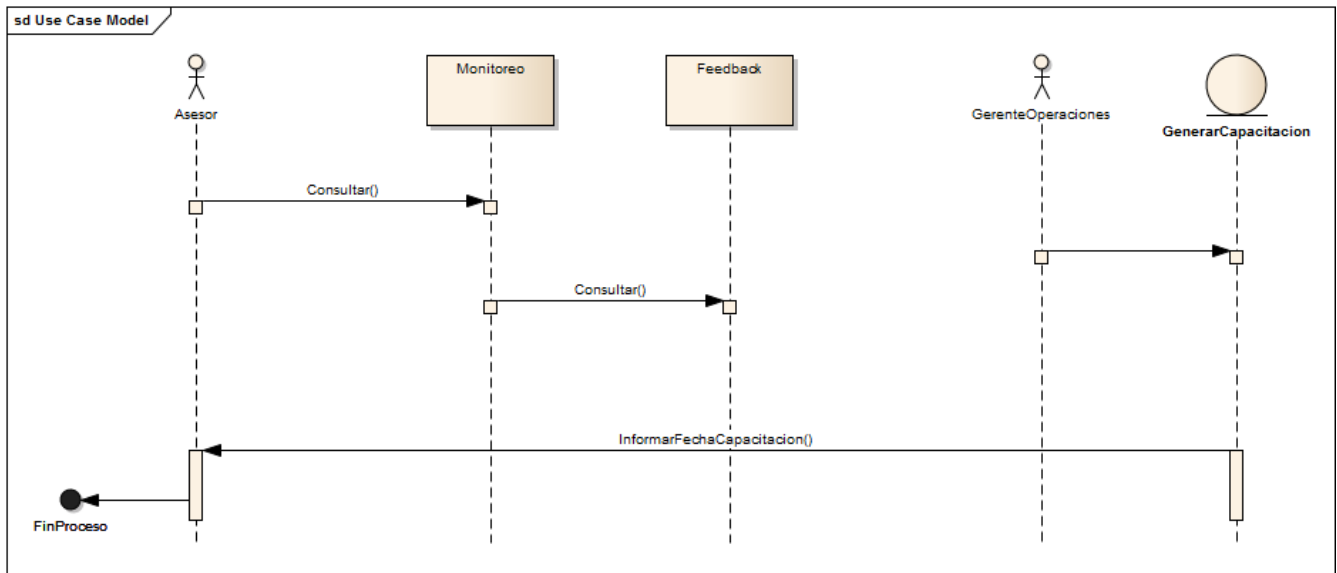 sd Use Case Model
Asesor
Monitoreo
Feedback
GerenteOperaciones
GenerarCapacitacion
Consultar()
Consultar()
InformarFechaCapacitacion()
FinProceso